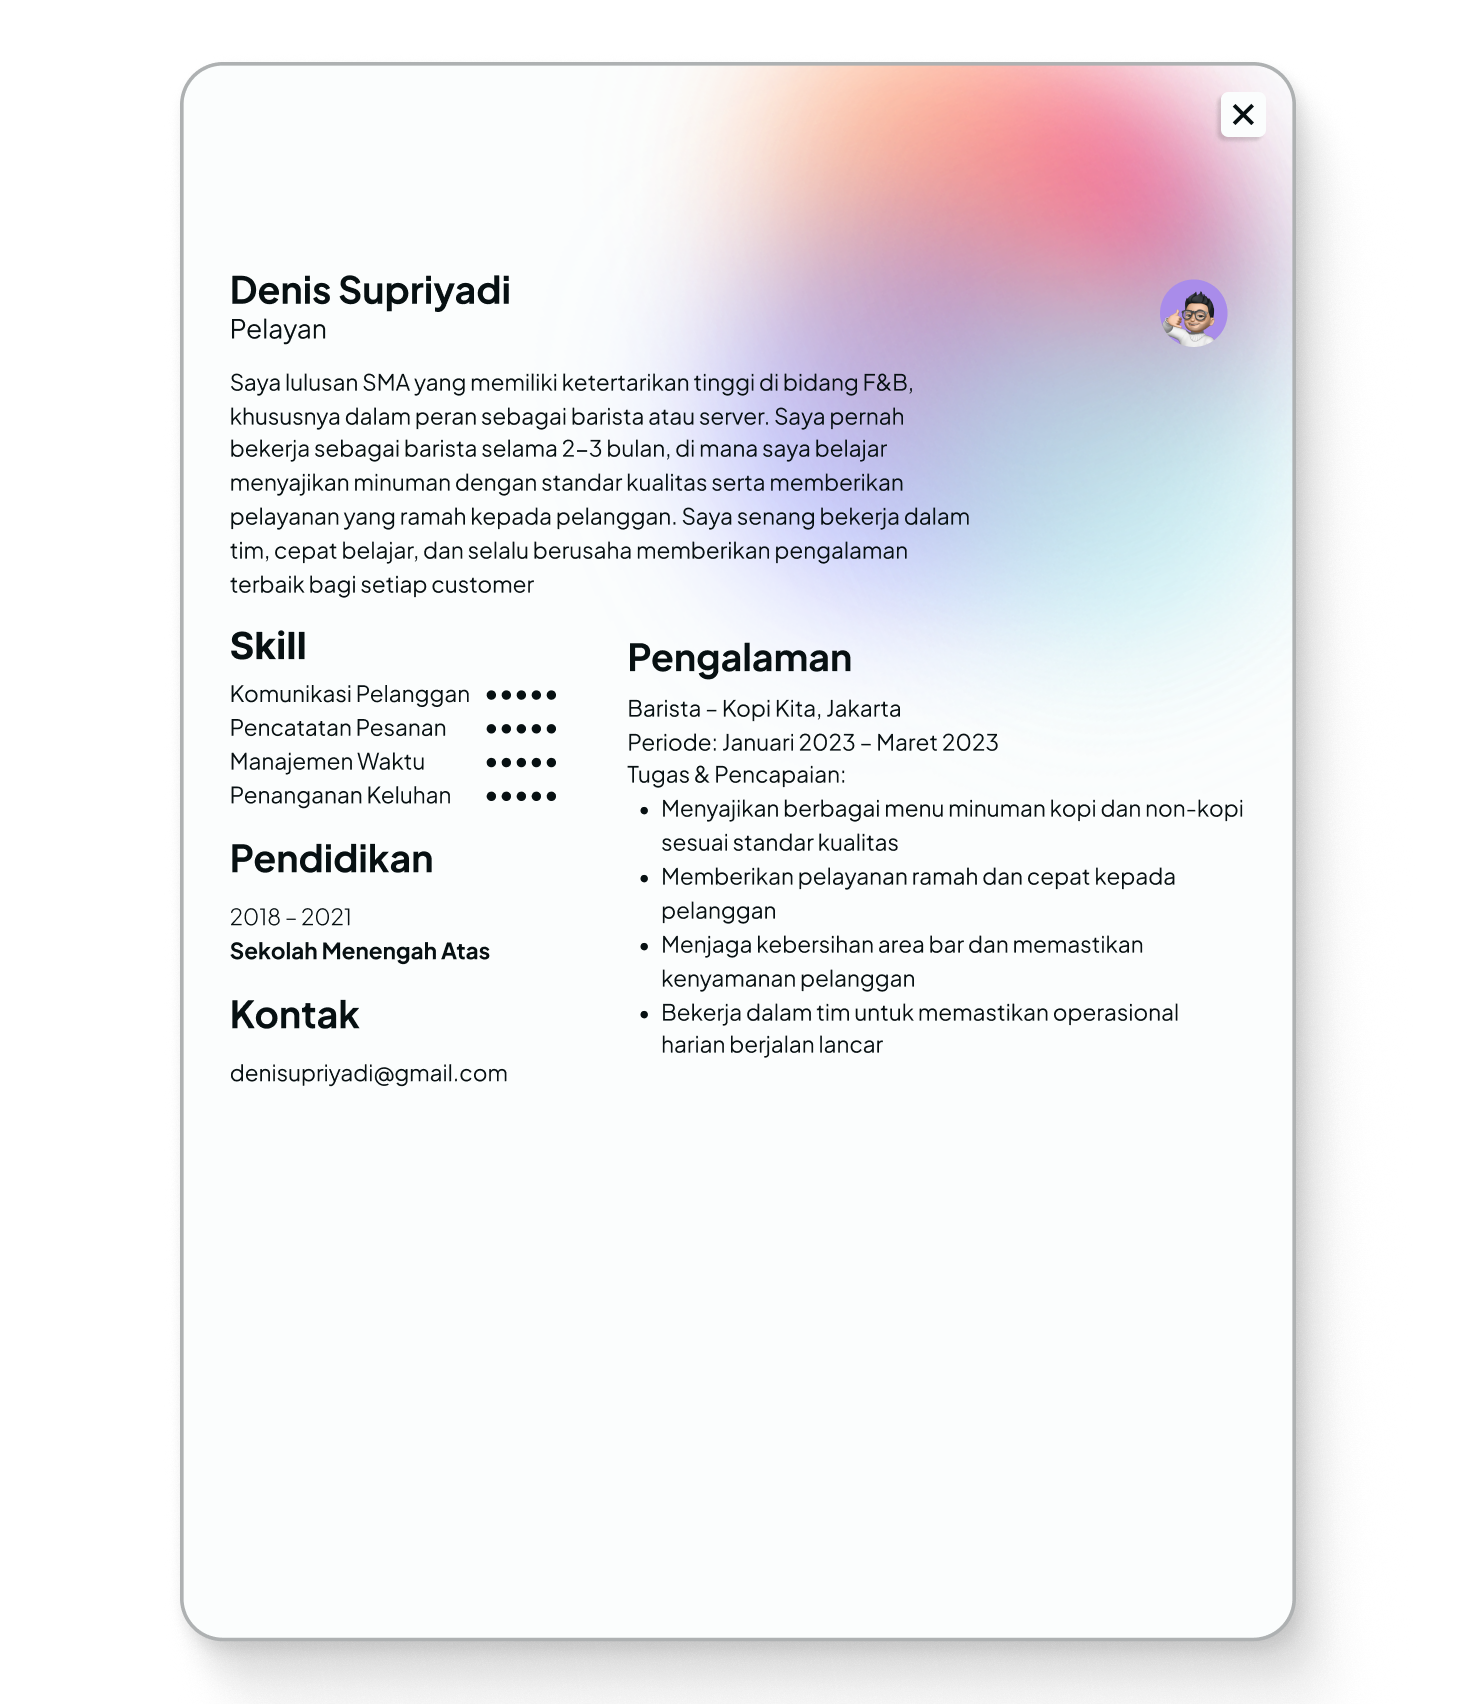 Denis Supriyadi
Pelayan
Saya lulusan SMA yang memiliki ketertarikan tinggi di bidang F&B,
khususnya dalam peran sebagai barista atau server. Saya pernah
bekerja sebagai barista selama 2–3 bulan, di mana saya belajar
menyajikan minuman dengan standar kualitas serta memberikan
pelayanan yang ramah kepada pelanggan. Saya senang bekerja dalam
tim, cepat belajar, dan selalu berusaha memberikan pengalaman
terbaik bagi setiap customer
Skill
Komunikasi Pelanggan •••••
Pencatatan Pesanan •••••
Manajemen Waktu •••••
Penanganan Keluhan •••••
Pendidikan
2018 – 2021
Sekolah Menengah Atas
Kontak
denisupriyadi@gmail.com
Pengalaman
Barista – Kopi Kita, Jakarta
Periode: Januari 2023 – Maret 2023
Tugas & Pencapaian:
• Menyajikan berbagai menu minuman kopi dan non-kopi
sesuai standar kualitas
• Memberikan pelayanan ramah dan cepat kepada
pelanggan
• Menjaga kebersihan area bar dan memastikan
kenyamanan pelanggan
• Bekerja dalam tim untuk memastikan operasional
harian berjalan lancar